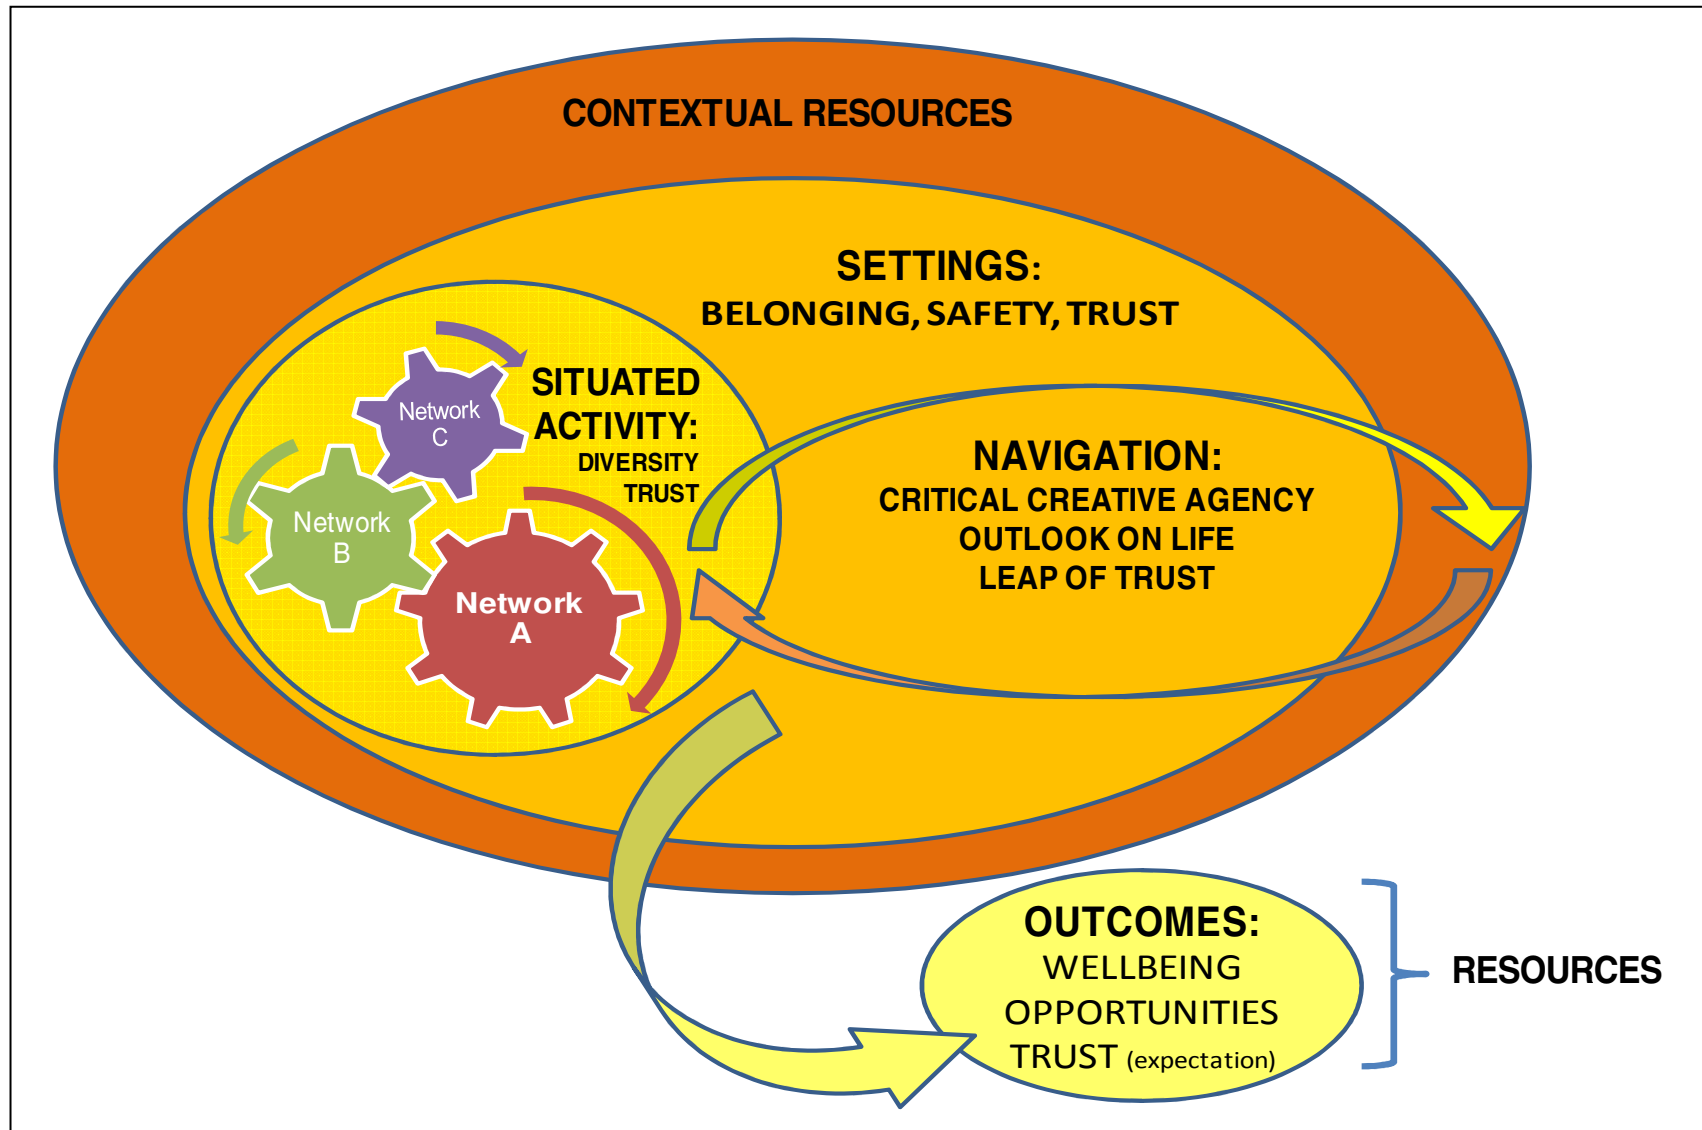 CONTEXTUAL RESOURCES
SETTINGS:
BELONGING, SAFETY, TRUST
SITUATED
ACTIVITY:
DIVERSITY
TRUST
Network
C
Network
B
Network
A
NAVIGATION:
CRITICAL CREATIVE AGENCY
OUTLOOK ON LIFE
LEAP OF TRUST
OUTCOMES:
WELLBEING
OPPORTUNITIES
TRUST (expectation)
RESOURCES